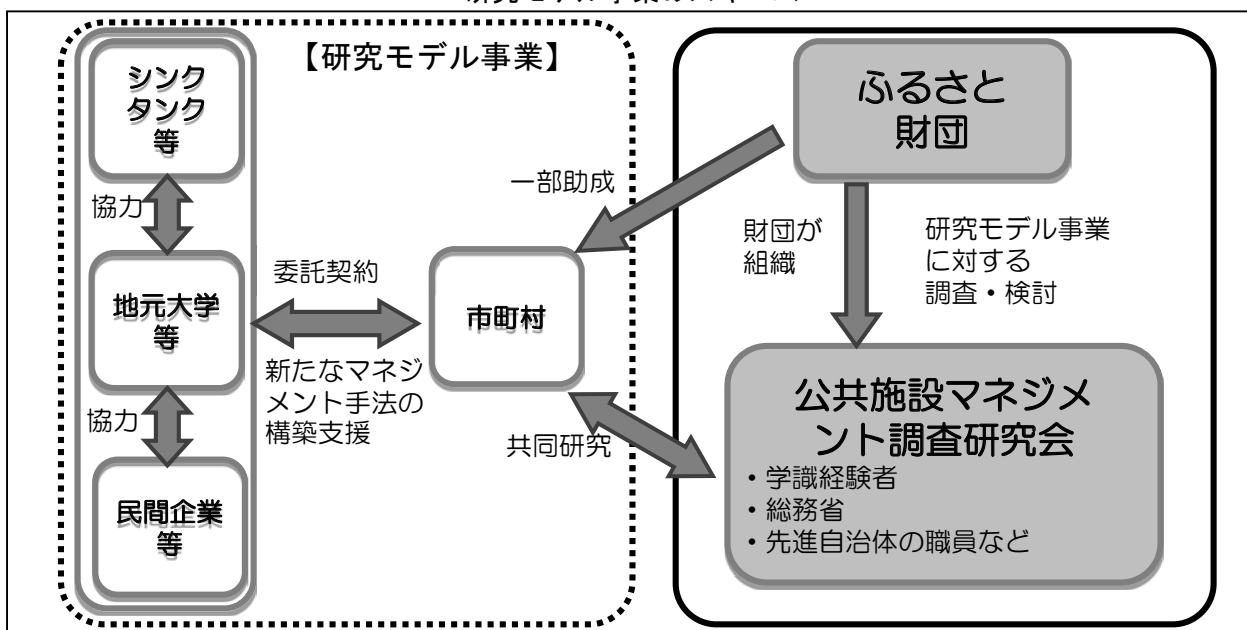 【研究モデル事業】
シンク
タンク
等
協力
地元大学
等
協力
民間企業
等
委託契約
新たなマネジ
メント手法の
構築支援
市町村
一部助成
共同研究
ふるさと
財団
財団が
組織
研究モデル事業
に対する
調査・検討
公共施設マネジメ
ント調査研究会
・学識経験者
・総務省
・先進自治体の職員など